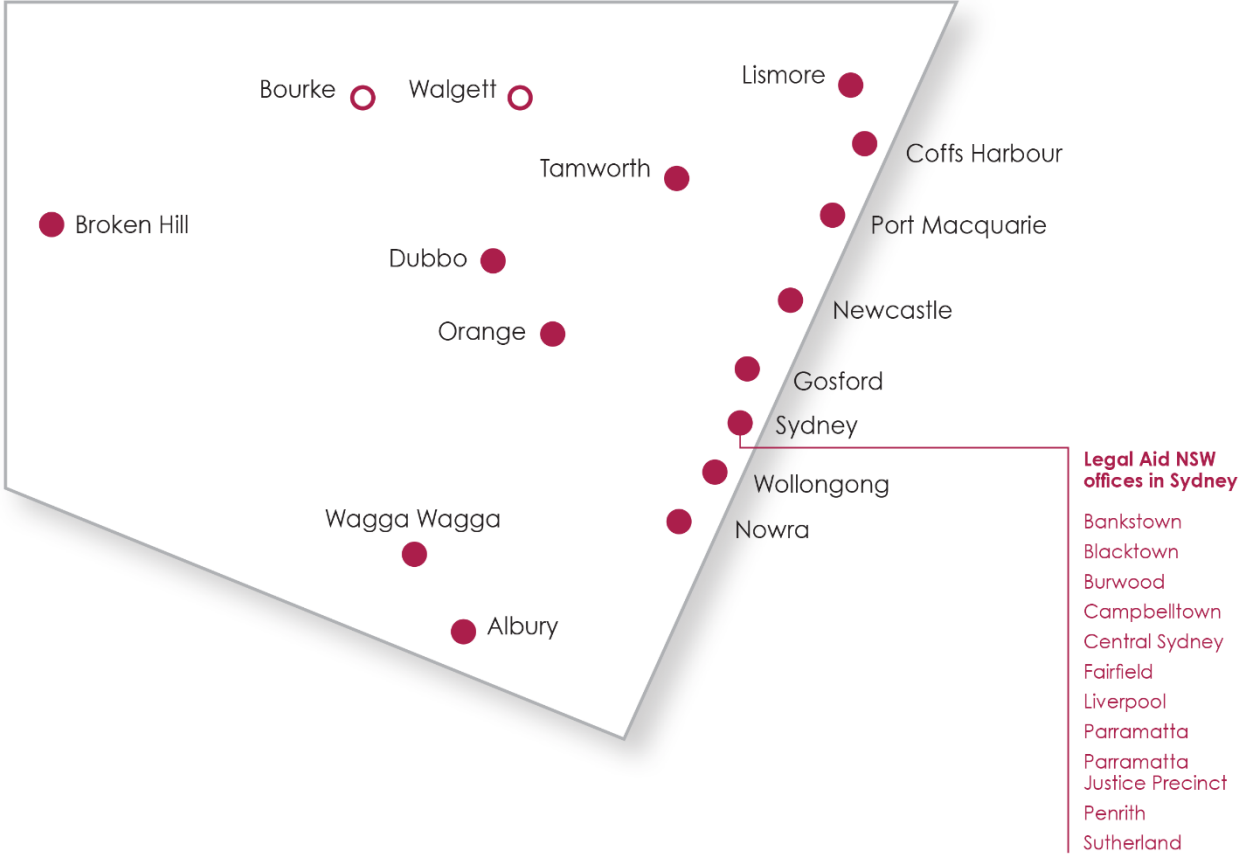 Bourke
Walgett
Lismore
Coffs Harbour
Tamworth
Broken Hill
Port Macquarie
Dubbo
Newcastle
Orange
Gosford
Sydney
Wollongong
Wagga Wagga
Nowra
Albury
Legal Aid NSW
offices in Sydney
Bankstown
Blacktown
Burwood
Campbelltown
Central Sydney
Fairfield
Liverpool
Parramatta
Parramatta
Justice Precinct
Penrith
Sutherland